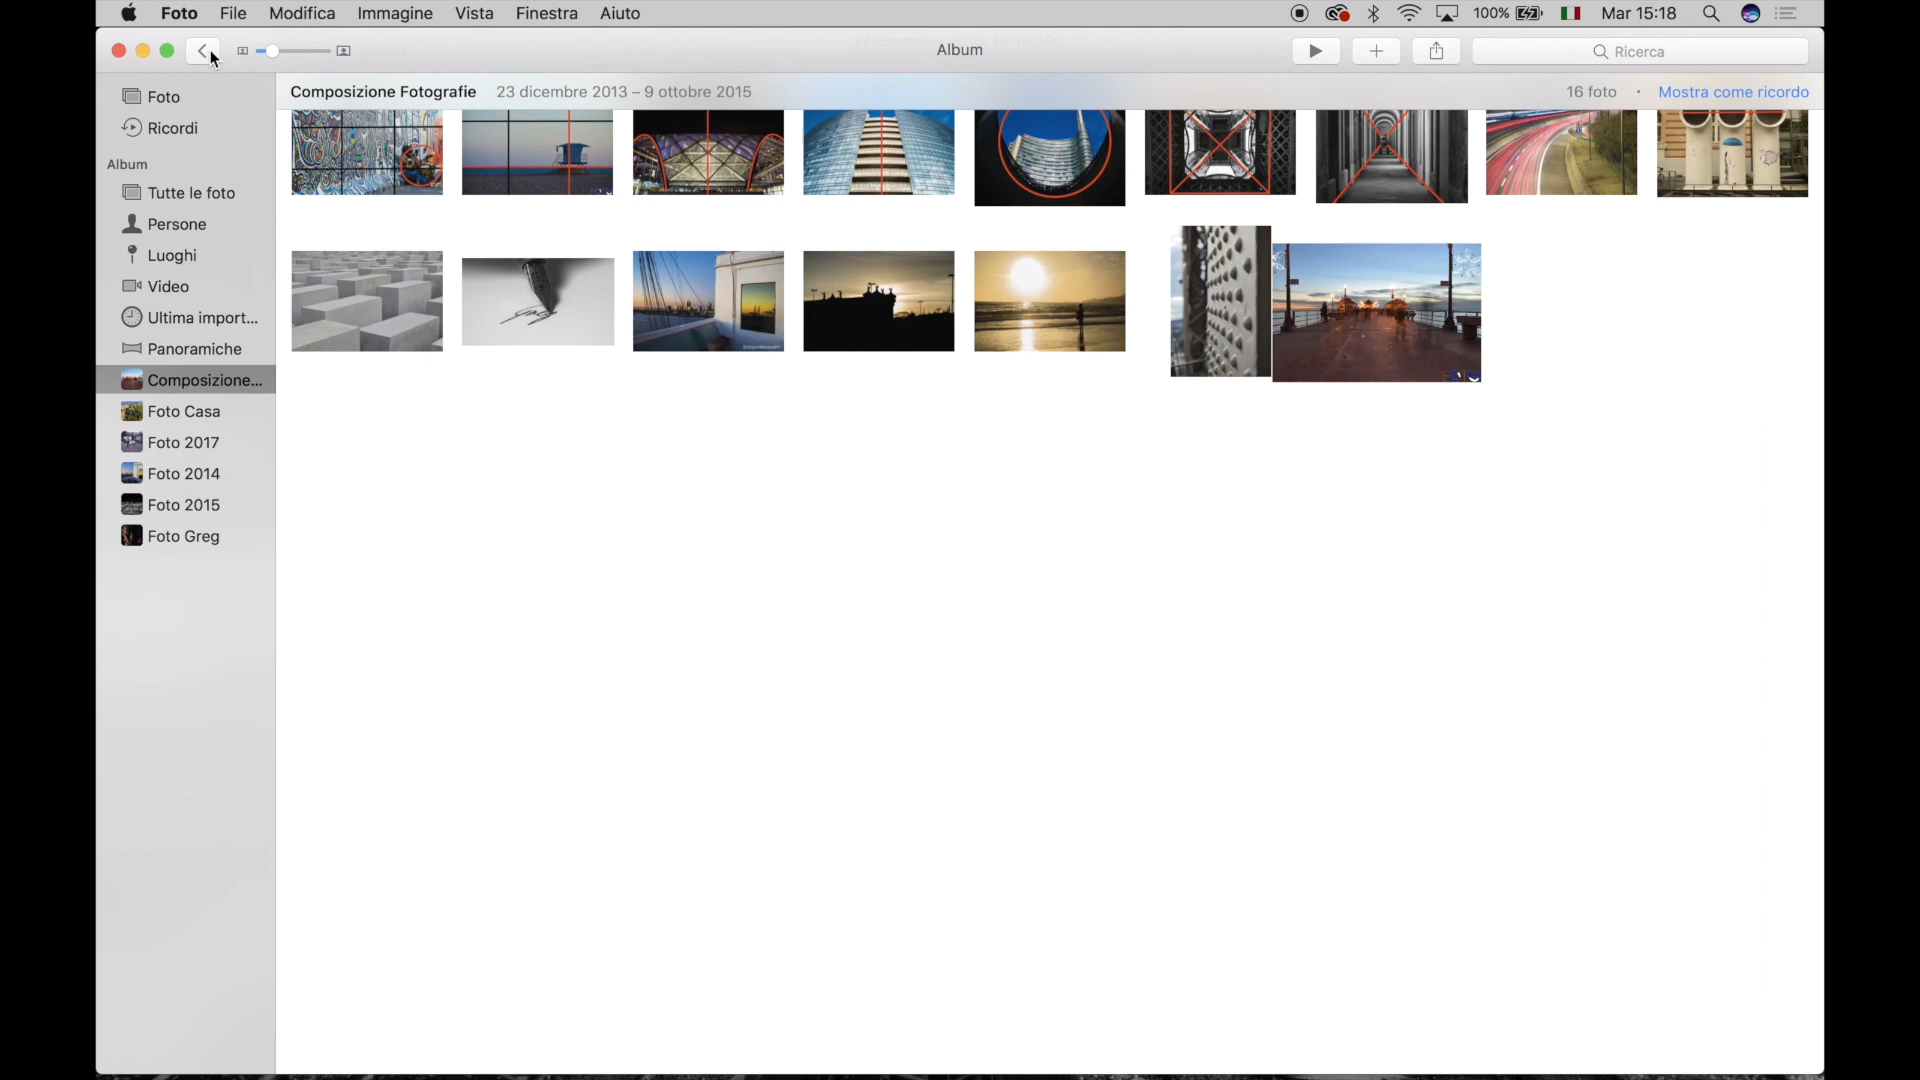 Foto File Modifica Immagine Vista Finestra Aiuto 100% Mar 15:18
Album
Ricerca
Composizione Fotografie 23 dicembre 2013 – 9 ottobre 2015 16 foto · Mostra come ricordo
Foto
Ricordi
Album
Tutte le foto
Persone
Luoghi
Video
Ultima import...
Panoramiche
Composizione...
Foto Casa
Foto 2017
Foto 2014
Foto 2015
Foto Greg